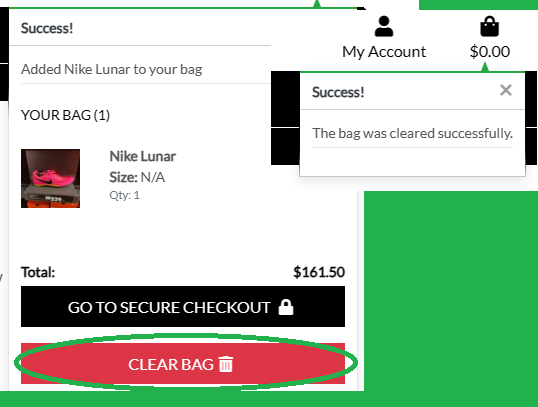 Success!
Added Nike Lunar to your bag
YOUR BAG (1)
Nike Lunar
Size: N/A
Qty: 1
Total: $161.50
GO TO SECURE CHECKOUT
CLEAR BAG
My Account
$0.00
Success! ×
The bag was cleared successfully.